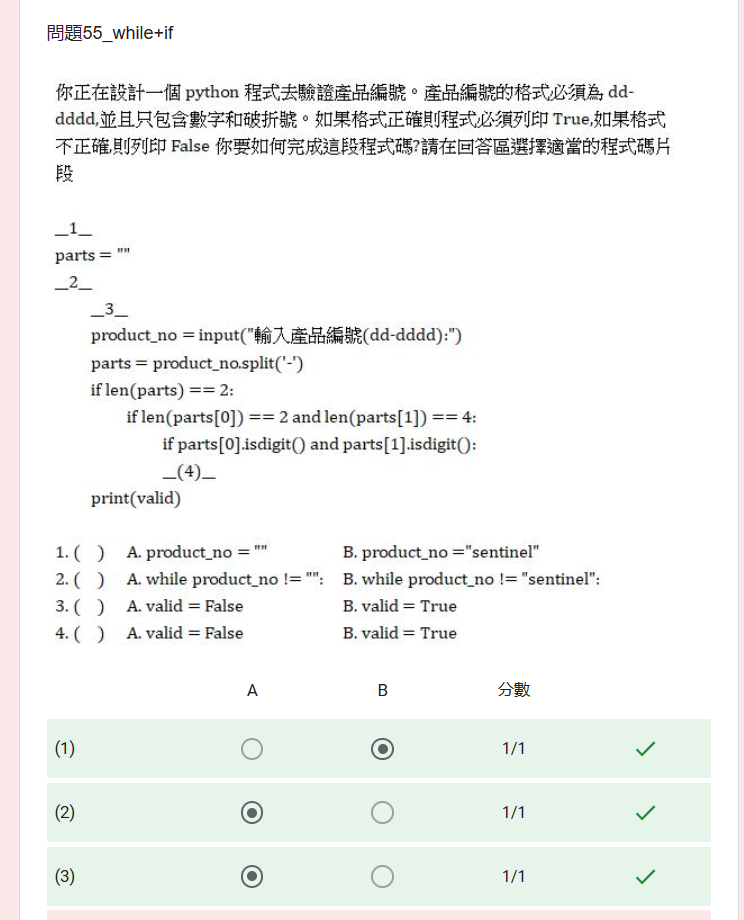 問題55_while+if
你正在設計一個 python 程式去驗證產品編號。產品編號的格式必須為 dd-
dddd,並且只包含數字和破折號。如果格式正確則程式必須列印 True,如果格式
不正確,則列印 False 你要如何完成這段程式碼?請在回答區選擇適當的程式碼片
段
__1__
parts = ""
__2__
__3__
product_no = input("輸入產品編號(dd-dddd):")
parts = product_no.split('-')
if len(parts) == 2:
if len(parts[0]) == 2 and len(parts[1]) == 4:
if parts[0].isdigit() and parts[1].isdigit():
__(4)__
print(valid)
1. ( ) A. product_no = "" B. product_no ="sentinel"
2. ( ) A. while product_no != "": B. while product_no != "sentinel":
3. ( ) A. valid = False B. valid = True
4. ( ) A. valid = False B. valid = True
A B 分數
(1) 1/1
(2) 1/1
(3) 1/1